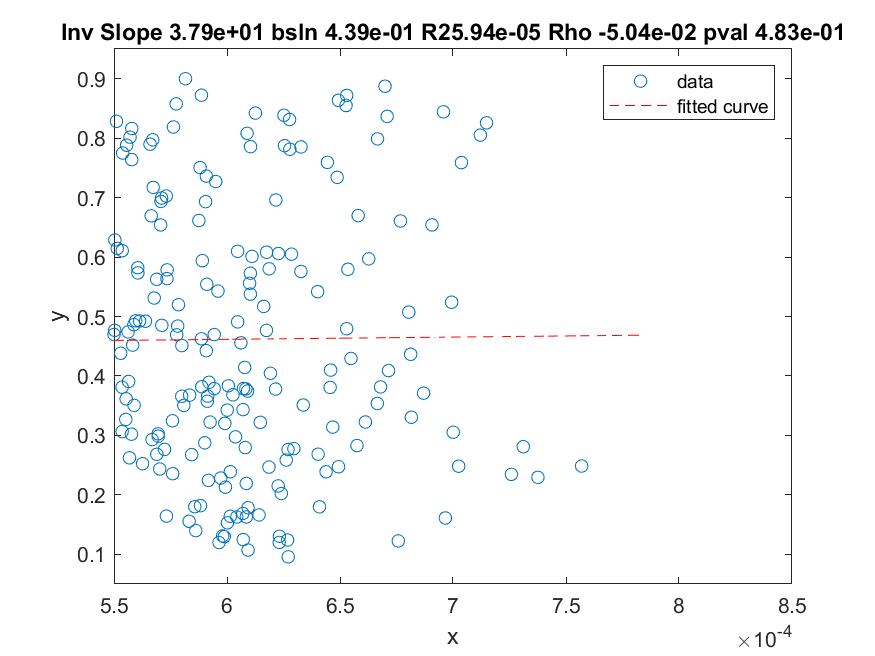 Inv Slope 3.79e+01 bsln 4.39e-01 R25.94e-05 Rho -5.04e-02 pval 4.83e-01
data
fitted curve
0.9
0.8
0.7
0.6
0.5
0.4
0.3
0.2
0.1
y
5.5 6 6.5 7 7.5 8 8.5
x
×10-4